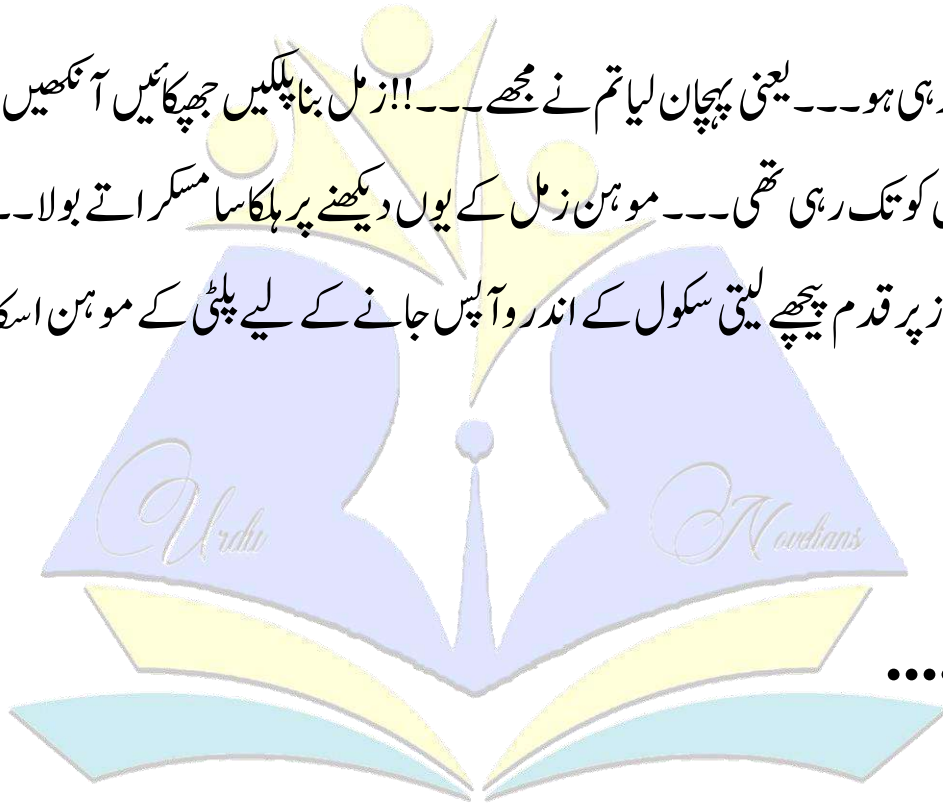 رہی ہو۔۔۔ یعنی پہچان لیا تم نے مجھے۔۔۔!! زمل بنا پلکیں جھپکائیں آنکھیں
کو تک رہی تھی۔۔۔ موہن زمل کے یوں دیکھنے پر ہلکا سا مسکراتے بولا۔۔
پر قدم پیچھے لیتی سکول کے اندر وآپس جانے کے لیے پلٹی کے موہن اسکا
Urdu Novelians
....